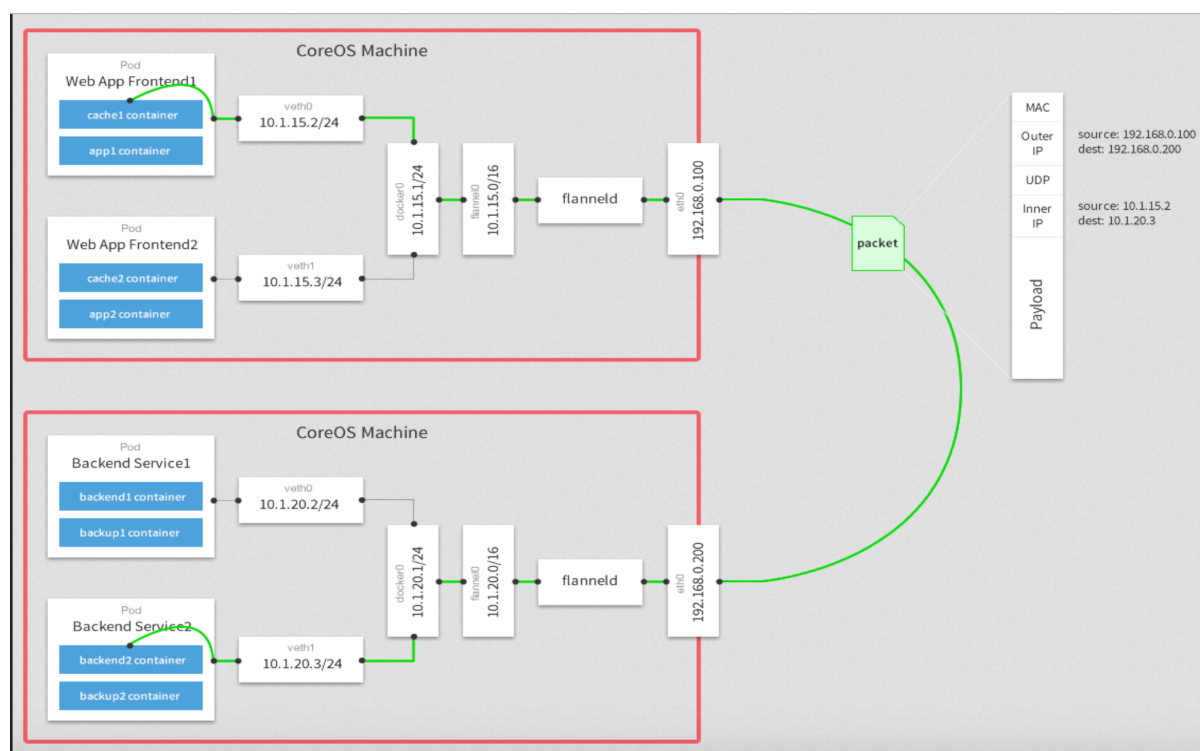 CoreOS Machine
Pod
Web App Frontend1
cache1 container
app1 container
veth0
10.1.15.2/24
Pod
Web App Frontend2
cache2 container
app2 container
veth1
10.1.15.3/24
docker0
10.1.15.1/24
flannel0
10.1.15.0/16
flanneld
eth0
192.168.0.100
packet
MAC
Outer
IP
source: 192.168.0.100
dest: 192.168.0.200
UDP
Inner
IP
source: 10.1.15.2
dest: 10.1.20.3
Payload
CoreOS Machine
Pod
Backend Service1
backend1 container
backup1 container
veth0
10.1.20.2/24
Pod
Backend Service2
backend2 container
backup2 container
veth1
10.1.20.3/24
docker0
10.1.20.1/24
flannel0
10.1.20.0/16
flanneld
eth0
192.168.0.200